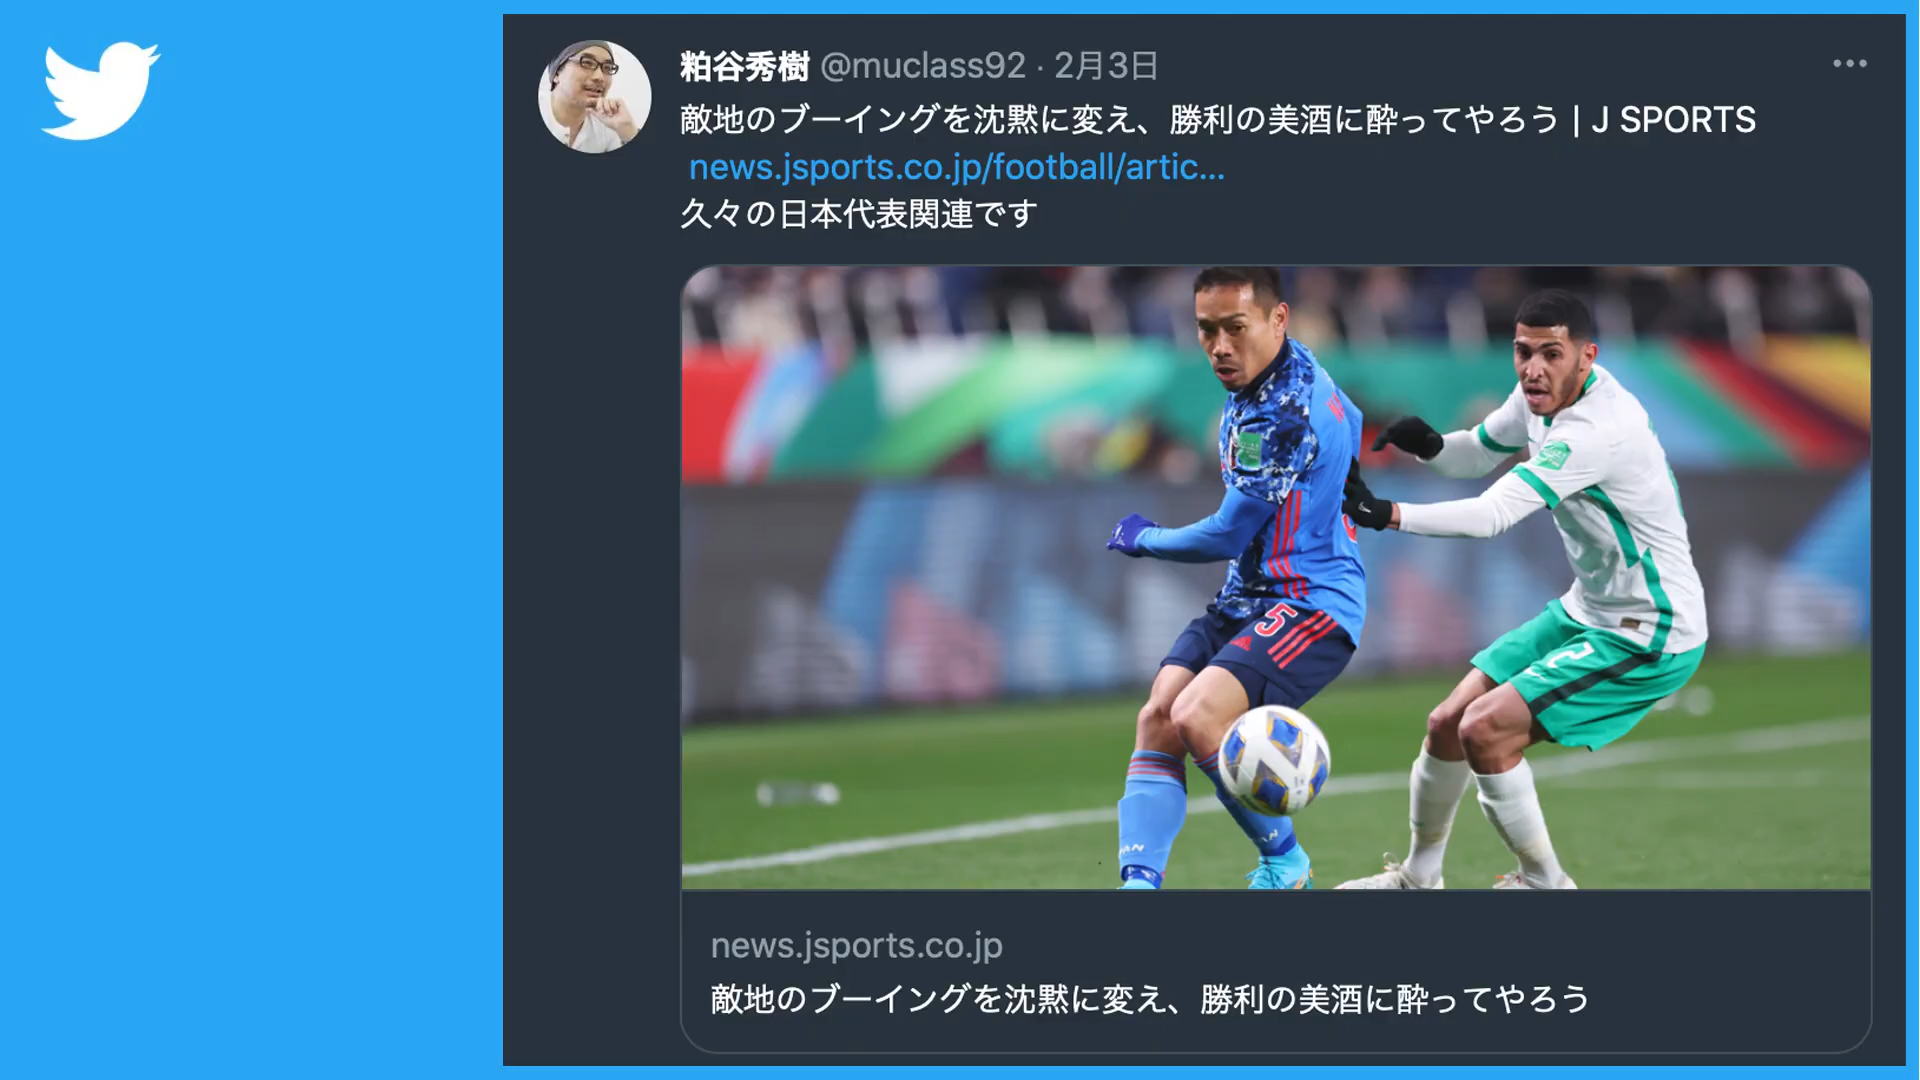 粕谷秀樹 @muclass92 · 2月3日
敵地のブーイングを沈黙に変え、勝利の美酒に酔ってやろう | J SPORTS
news.jsports.co.jp/football/artic...
久々の日本代表関連です
5
2
news.jsports.co.jp
敵地のブーイングを沈黙に変え、勝利の美酒に酔ってやろう